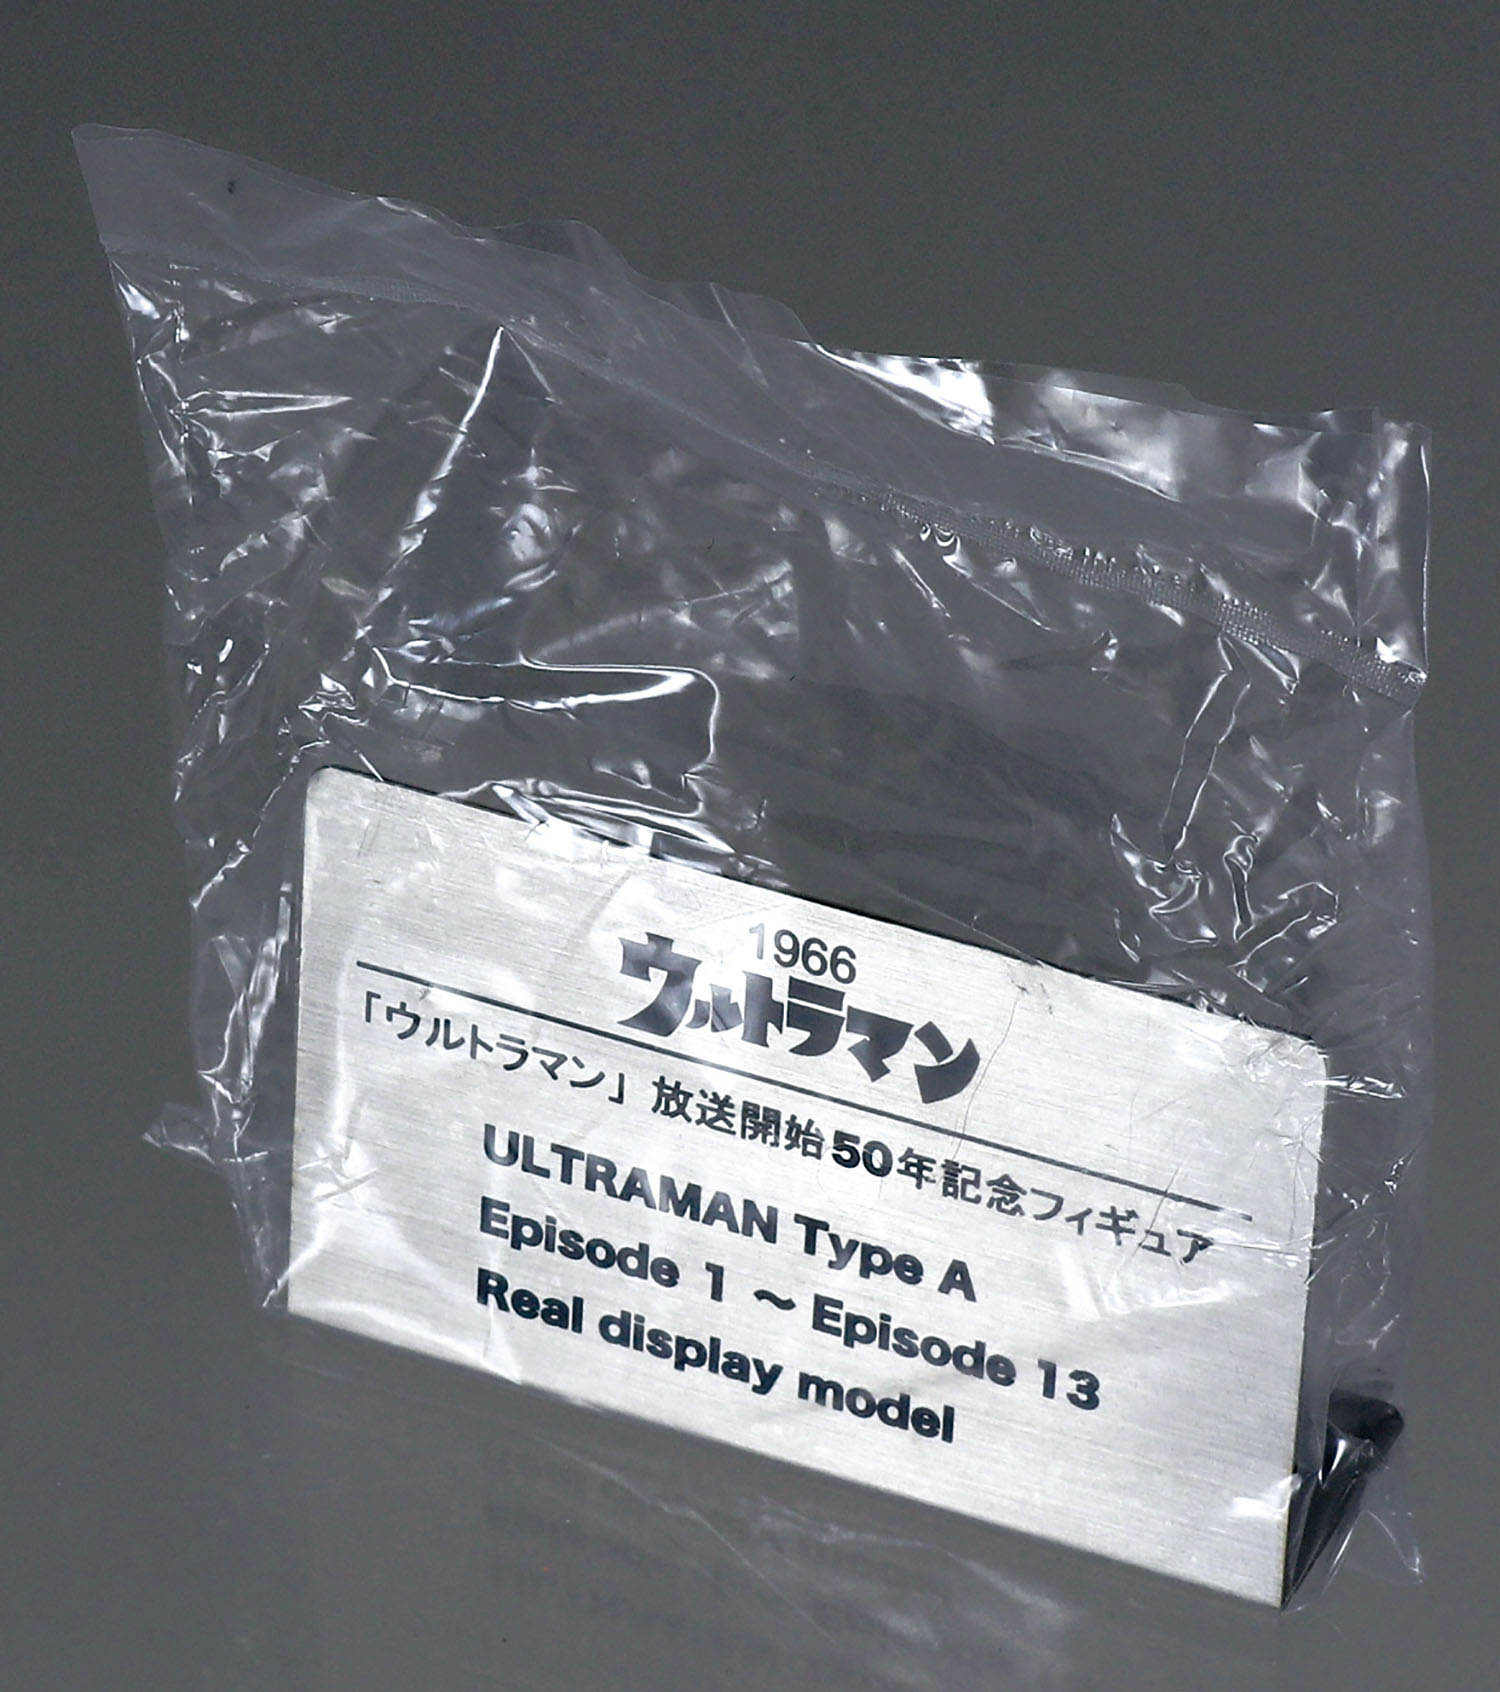 1966
ウルトラマン
「ウルトラマン」放送開始50年記念フィギュア
ULTRAMAN Type A
Episode 1 ～ Episode 13
Real display model